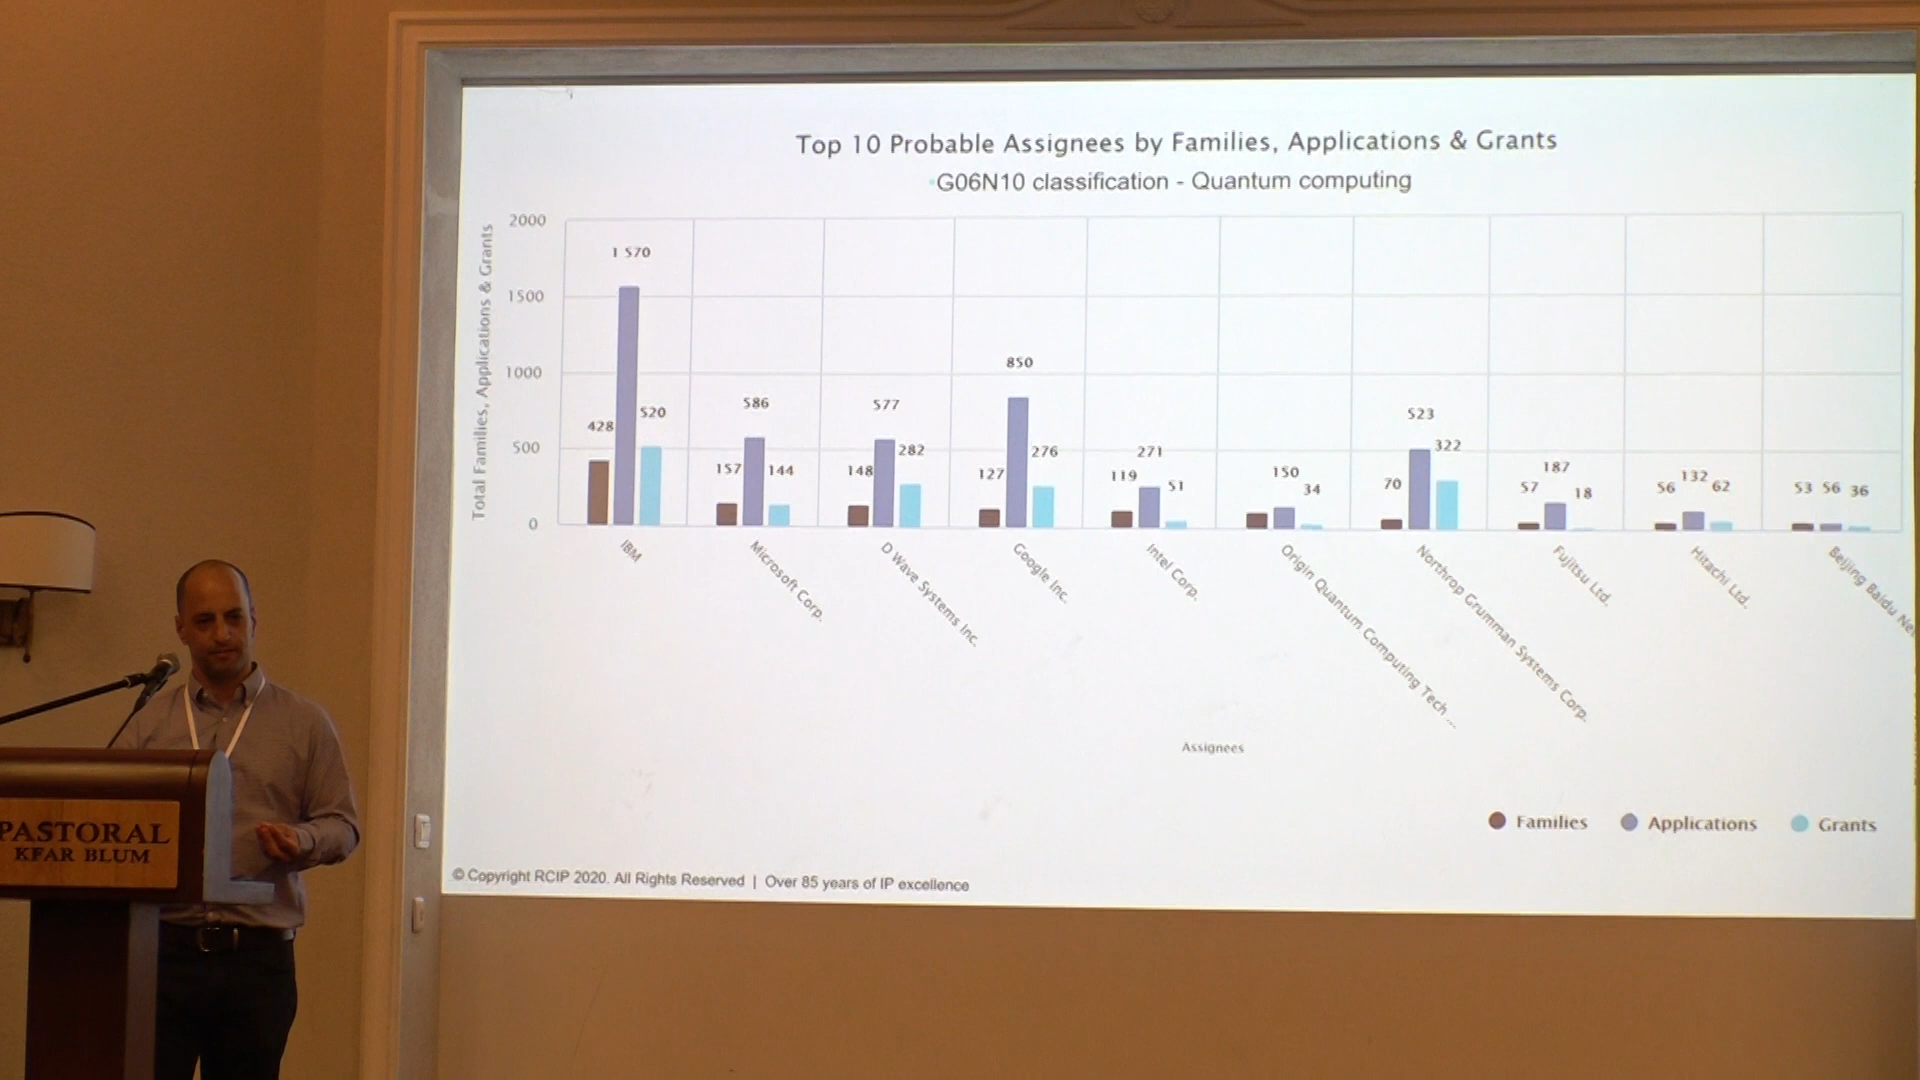 Top 10 Probable Assignees by Families, Applications & Grants
G06N10 classification - Quantum computing
Total Families, Applications & Grants
2000
1500
1000
500
0
428 1 570 520
157 586 144
148 577 282
127 850 276
119 271 51
150 34
70 523 322
57 187 18
56 132 62
53 56 36
IBM
Microsoft Corp.
D Wave Systems Inc.
Google Inc.
Intel Corp.
Origin Quantum Computing Tech ...
Northrop Grumman Systems Corp.
Fujitsu Ltd.
Hitachi Ltd.
Beijing Baidu Ne
Assignees
Families Applications Grants
© Copyright RCIP 2020. All Rights Reserved | Over 85 years of IP excellence
PASTORAL
KFAR BLUM